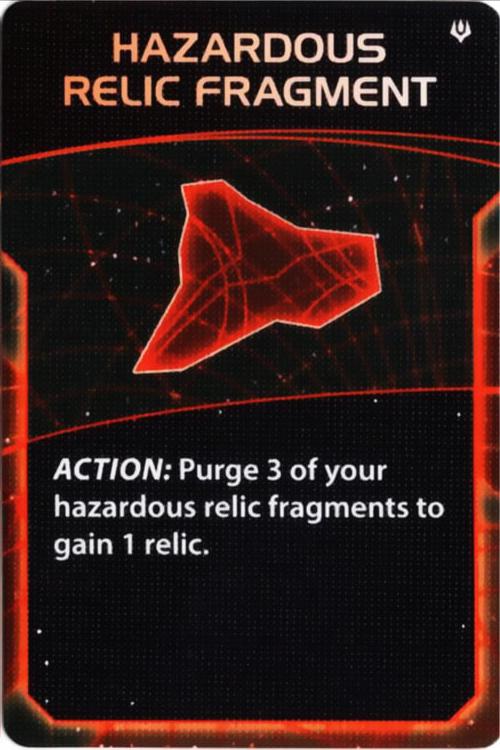 HAZARDOUS
RELIC FRAGMENT
ACTION: Purge 3 of your
hazardous relic fragments to
gain 1 relic.